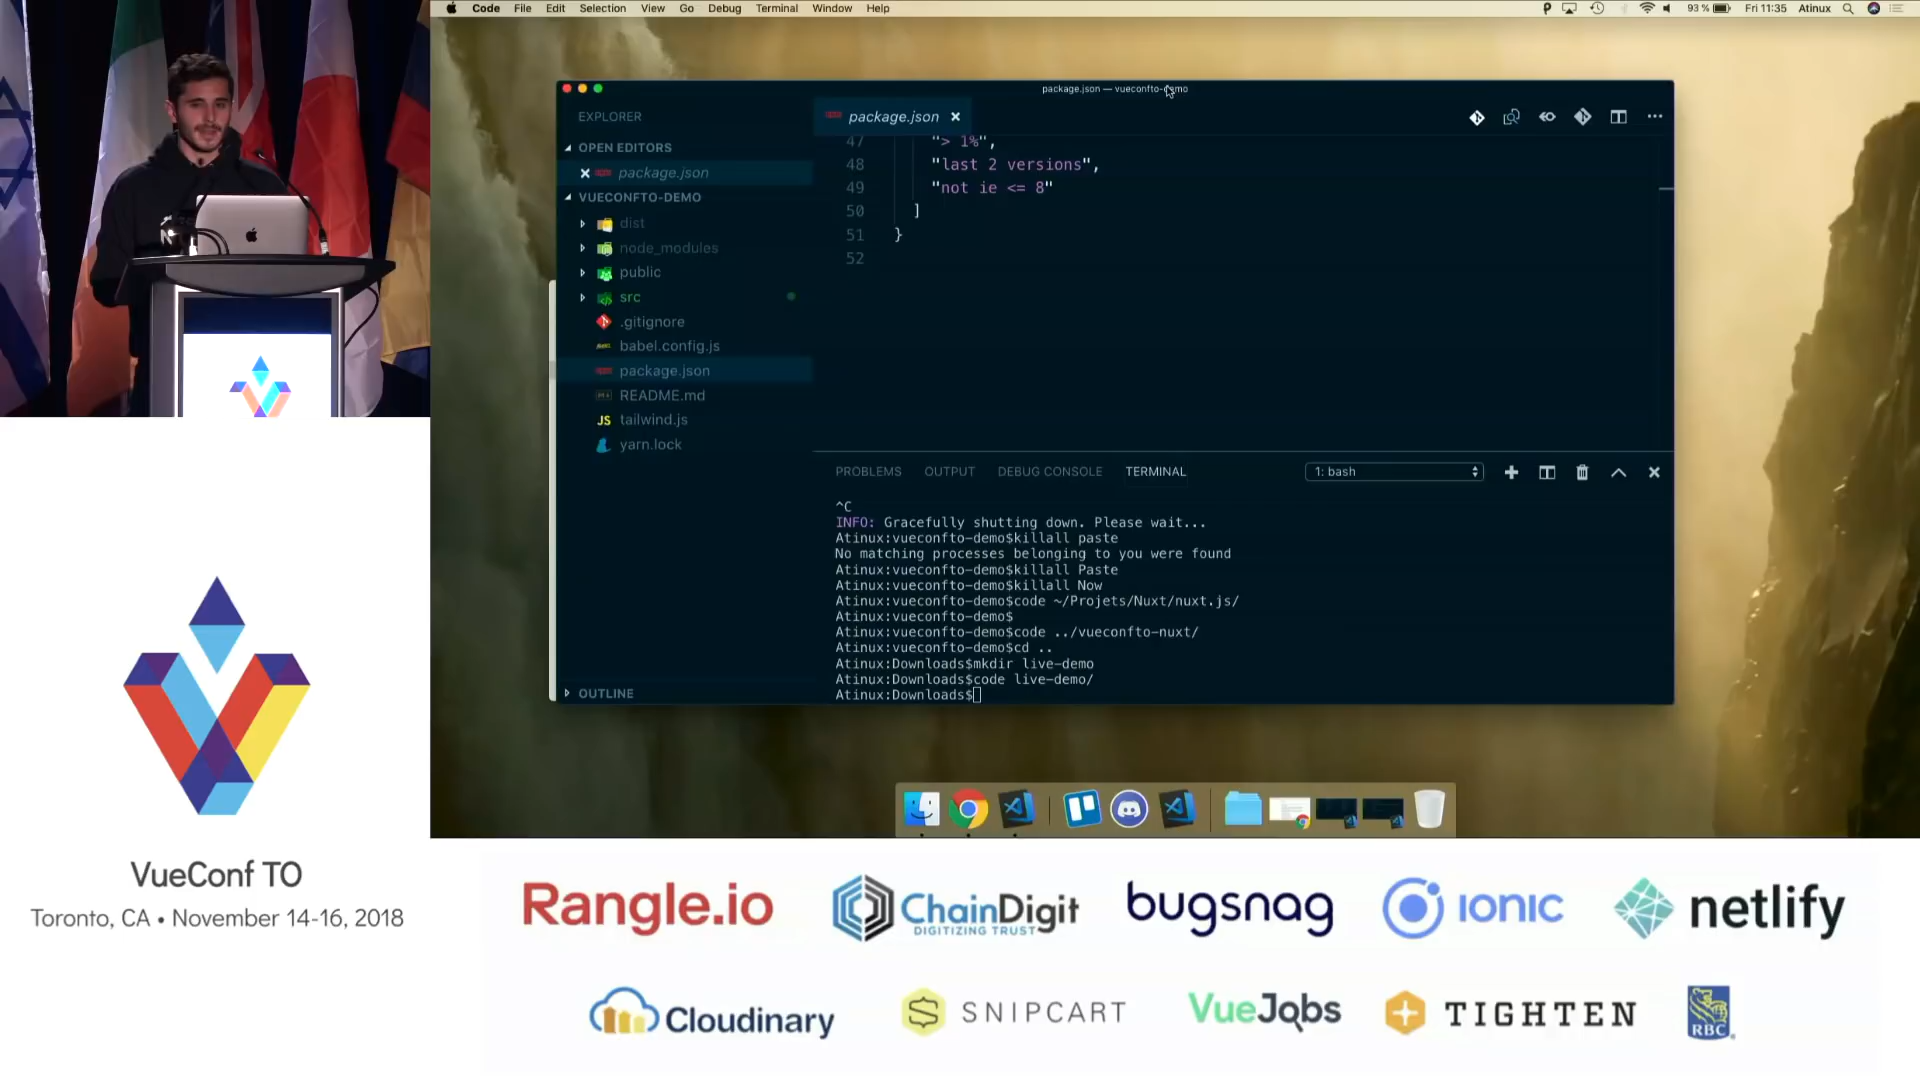 Code File Edit Selection View Go Debug Terminal Window Help
93 % Fri 11:35 Atinux
package.json — vueconfto-demo
EXPLORER
package.json
OPEN EDITORS
package.json
VUECONFTO-DEMO
dist
node_modules
public
src
.gitignore
babel.config.js
package.json
README.md
JS tailwind.js
yarn.lock
OUTLINE
47 "> 1%",
48 "last 2 versions",
49 "not ie <= 8"
50 ]
51 }
52
PROBLEMS OUTPUT DEBUG CONSOLE TERMINAL 1: bash
^C
INFO: Gracefully shutting down. Please wait...
Atinux:vueconfto-demo$killall paste
No matching processes belonging to you were found
Atinux:vueconfto-demo$killall Paste
Atinux:vueconfto-demo$killall Now
Atinux:vueconfto-demo$code ~/Projets/Nuxt/nuxt.js/
Atinux:vueconfto-demo$
Atinux:vueconfto-demo$code ../vueconfto-nuxt/
Atinux:vueconfto-demo$cd ..
Atinux:Downloads$mkdir live-demo
Atinux:Downloads$code live-demo/
Atinux:Downloads$
VueConf TO
Toronto, CA • November 14-16, 2018
Rangle.io
ChainDigit
DIGITIZING TRUST
bugsnag
ionic
netlify
Cloudinary
SNIPCART
VueJobs
TIGHTEN
RBC